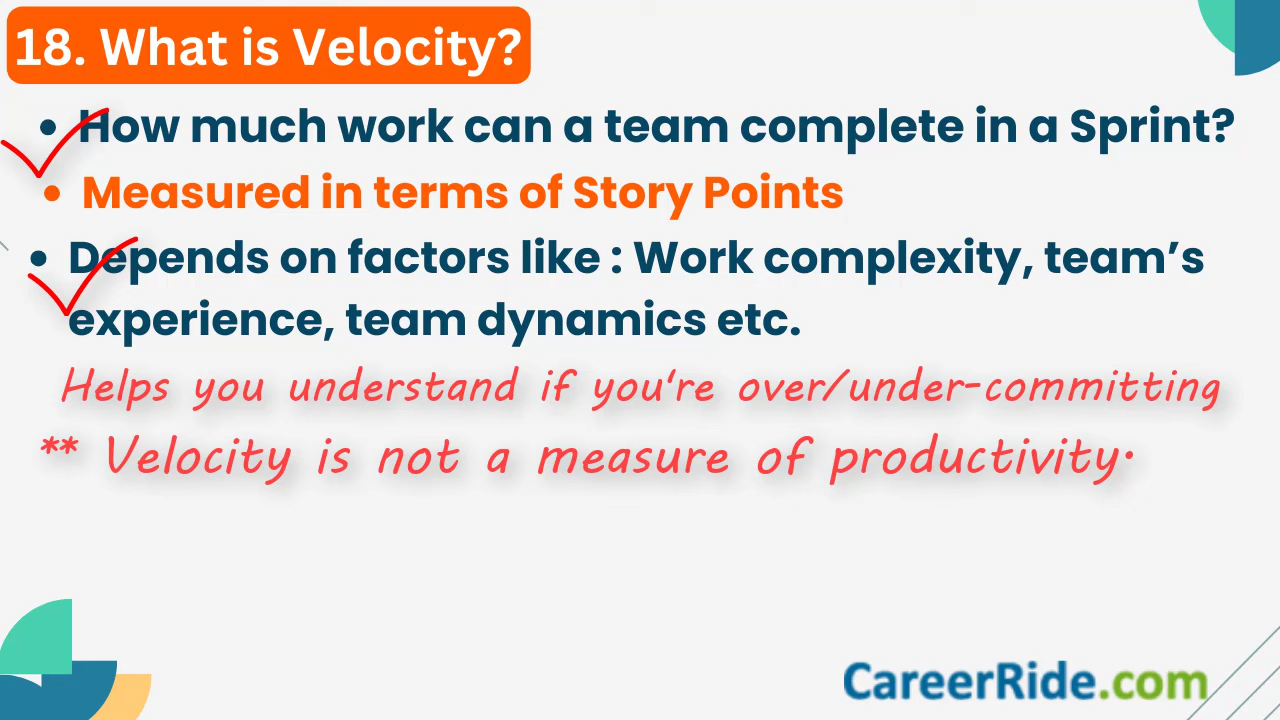 18. What is Velocity?
• How much work can a team complete in a Sprint?
• Measured in terms of Story Points
• Depends on factors like : Work complexity, team’s
experience, team dynamics etc.
Helps you understand if you're over/under-committing
** Velocity is not a measure of productivity.
CareerRide.com